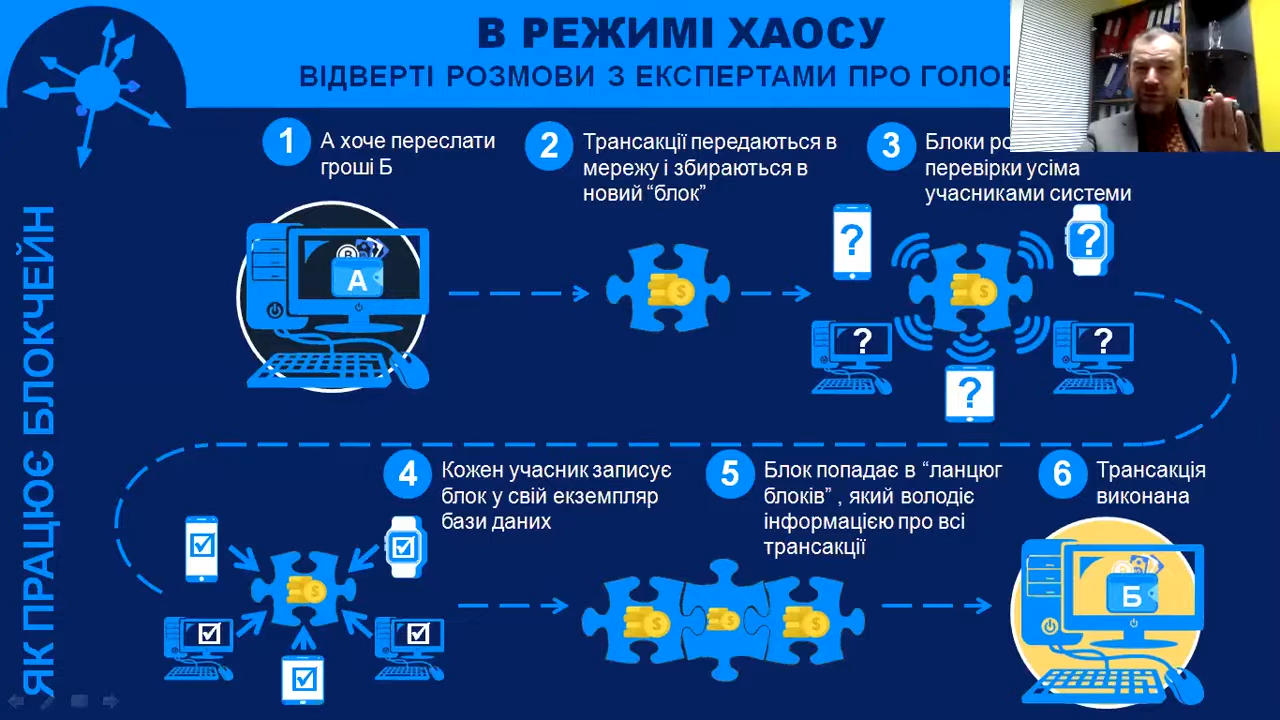 В РЕЖИМІ ХАОСУ
ВІДВЕРТІ РОЗМОВИ З ЕКСПЕРТАМИ ПРО
ЯК ПРАЦЮЄ БЛОКЧЕЙН
1
А хоче переслати
гроші Б
А
2
Трансакції передаються в
мережу і збираються в
новий “блок”
$
3
Блоки
перевірки усіма
учасниками системи
?
?
$
?
?
?
4
Кожен учасник записує
блок у свій екземпляр
бази даних
$
5
Блок попадає в “ланцюг
блоків” , який володіє
інформацією про всі
трансакції
$
$
$
6
Трансакція
виконана
Б